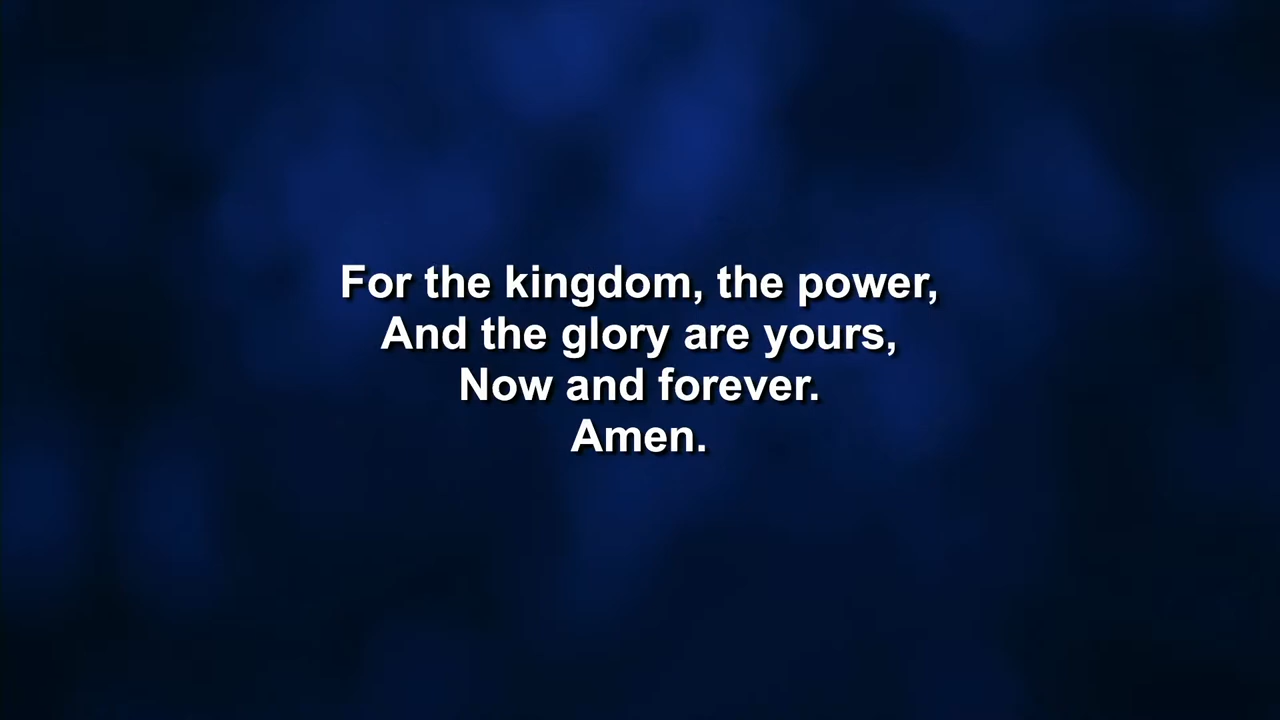 For the kingdom, the power,
And the glory are yours,
Now and forever.
Amen.